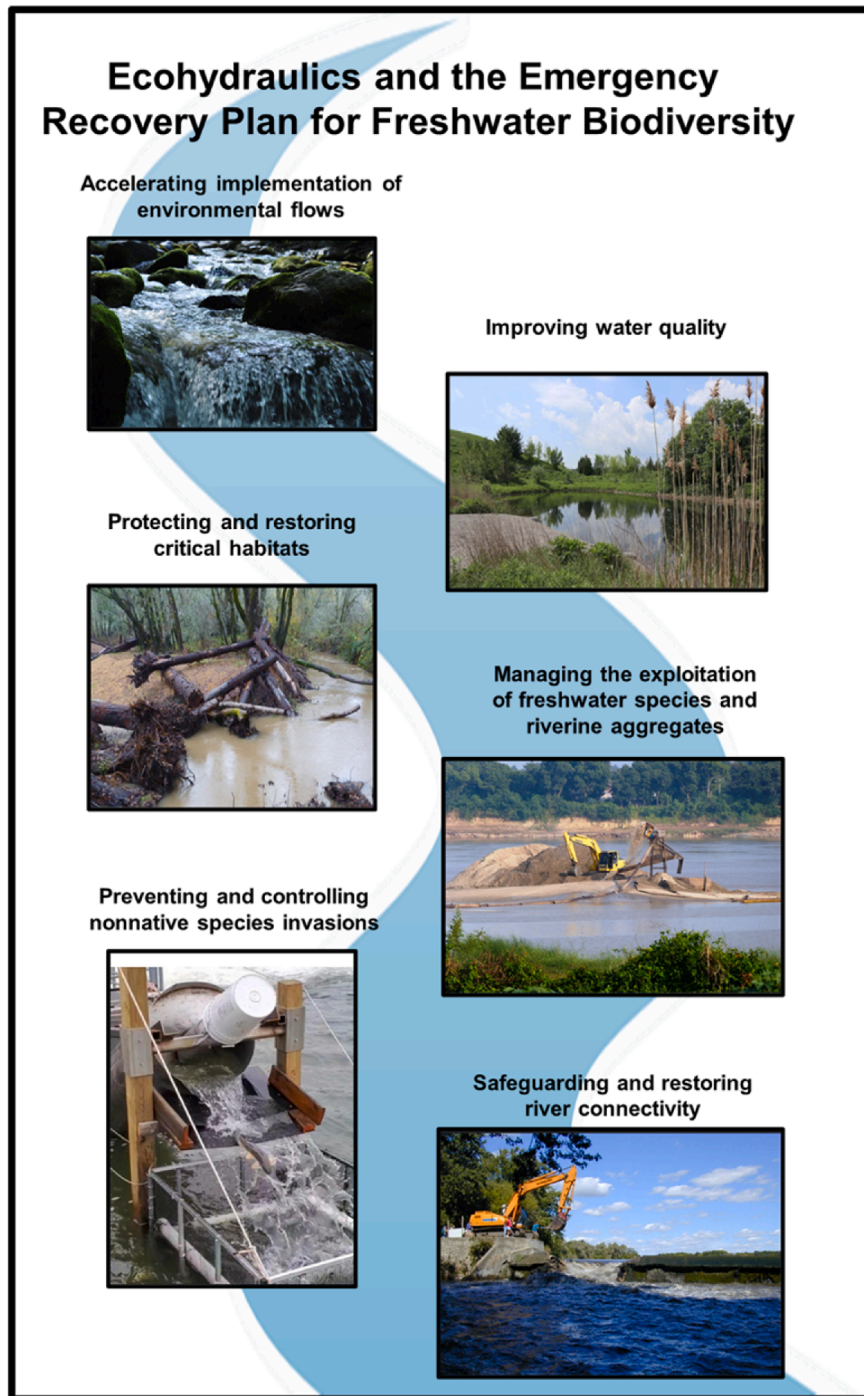 Ecohydraulics and the Emergency
Recovery Plan for Freshwater Biodiversity
Accelerating implementation of
environmental flows
Improving water quality
Protecting and restoring
critical habitats
Managing the exploitation
of freshwater species and
riverine aggregates
Preventing and controlling
nonnative species invasions
Safeguarding and restoring
river connectivity